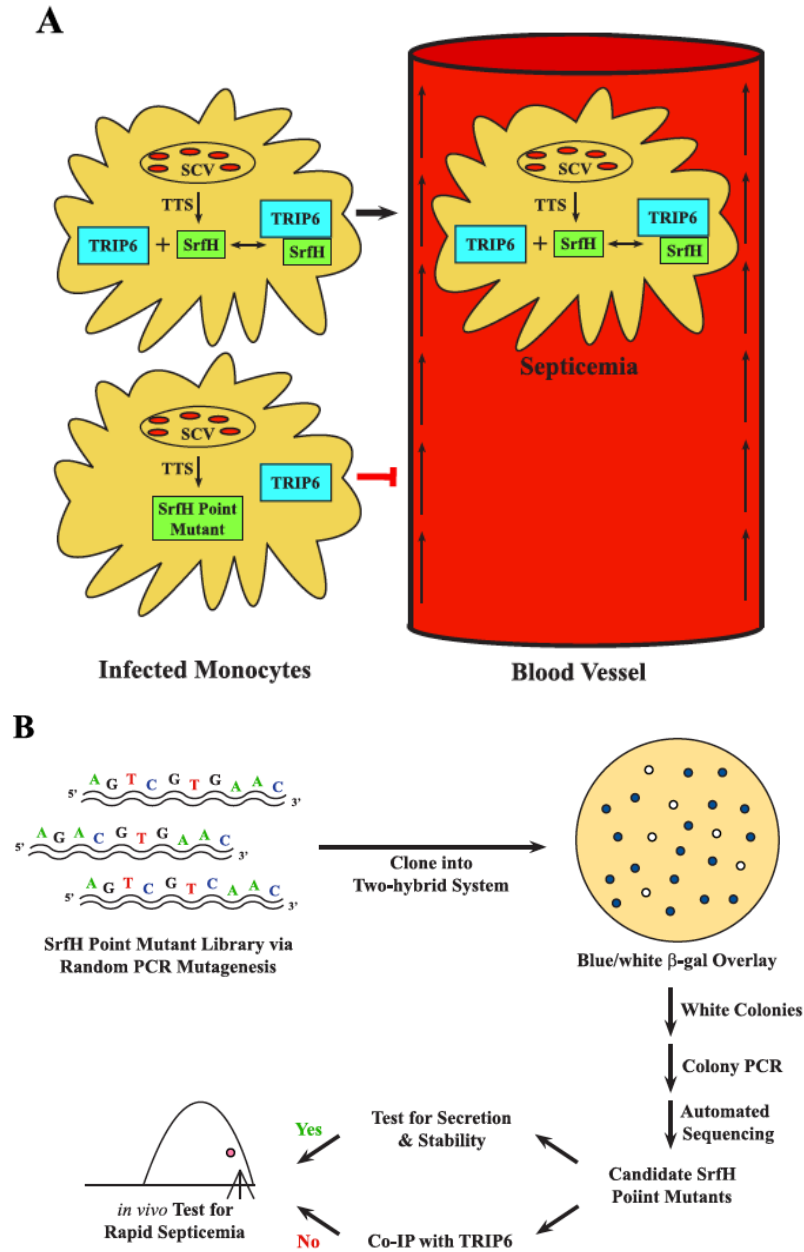 A
SCV
TTS
TRIP6 + SrfH
TRIP6
SrfH
SCV
TTS
TRIP6 + SrfH
TRIP6
SrfH
Septicemia
SCV
TTS
TRIP6
SrfH Point
Mutant
Infected Monocytes
Blood Vessel
B
5' A G T C G T G A A C 3'
5' A G A C G T G A A C 3'
5' A G T C G T C A A C 3'
SrfH Point Mutant Library via
Random PCR Mutagenesis
Clone into
Two-hybrid System
Blue/white β-gal Overlay
White Colonies
Colony PCR
Automated
Sequencing
Candidate SrfH
Poiint Mutants
Test for Secretion
& Stability
Yes
Co-IP with TRIP6
No
in vivo Test for
Rapid Septicemia